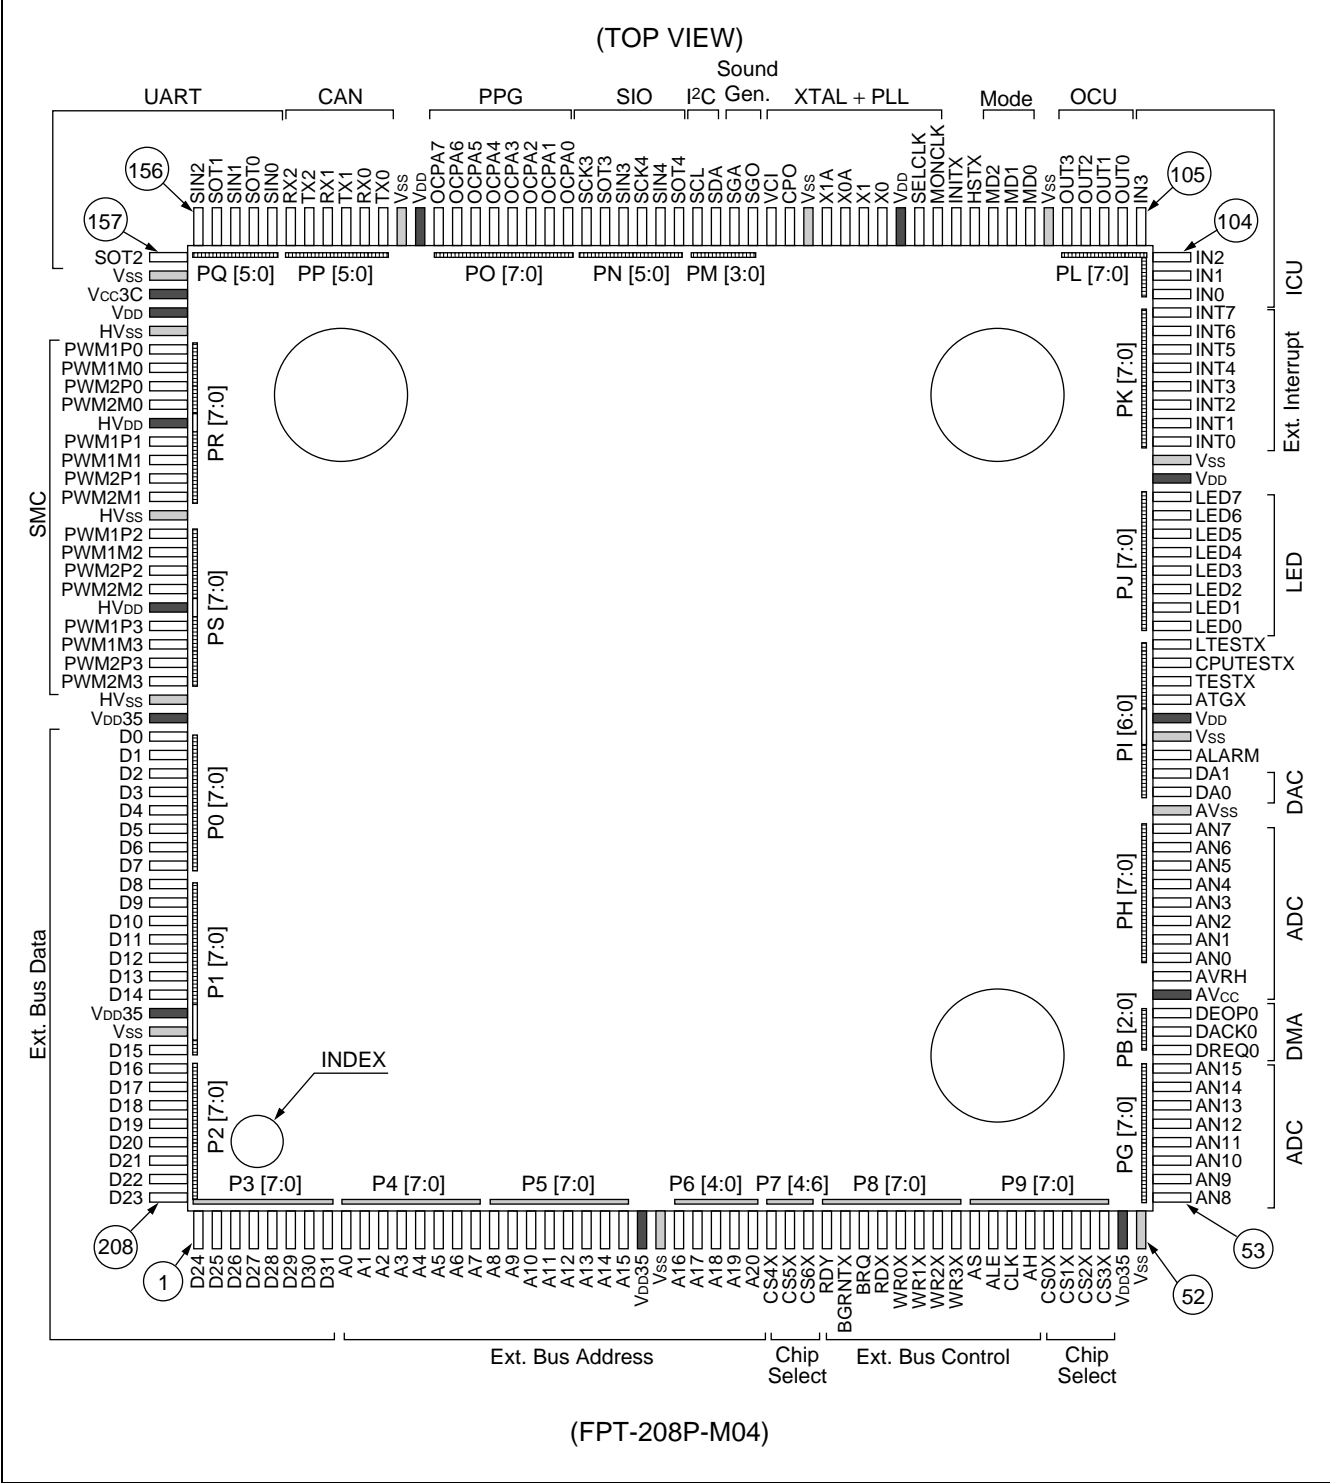 (TOP VIEW)
UART
CAN
PPG
SIO
I²C
Sound
Gen.
XTAL + PLL
Mode
OCU
156
SIN2
SOT1
SIN1
SOT0
SIN0
RX2
TX2
RX1
TX1
RX0
TX0
VSS
VDD
OCPA7
OCPA6
OCPA5
OCPA4
OCPA3
OCPA2
OCPA1
OCPA0
SCK3
SOT3
SIN3
SCK4
SIN4
SOT4
SCL
SDA
SGA
SGO
VCI
CPO
VSS
X1A
X0A
X1
X0
VDD
SELCLK
MONCLK
INITX
HSTX
MD2
MD1
MD0
VSS
OUT3
OUT2
OUT1
OUT0
IN3
105
157
104
PQ [5:0]
PP [5:0]
PO [7:0]
PN [5:0]
PM [3:0]
PL [7:0]
SOT2
VSS
VCC3C
VDD
HVSS
PWM1P0
PWM1M0
PWM2P0
PWM2M0
HVDD
PWM1P1
PWM1M1
PWM2P1
PWM2M1
HVSS
PWM1P2
PWM1M2
PWM2P2
PWM2M2
HVDD
PWM1P3
PWM1M3
PWM2P3
PWM2M3
HVSS
VDD35
D0
D1
D2
D3
D4
D5
D6
D7
D8
D9
D10
D11
D12
D13
D14
VDD35
VSS
D15
D16
D17
D18
D19
D20
D21
D22
D23
SMC
Ext. Bus Data
PR [7:0]
PS [7:0]
P0 [7:0]
P1 [7:0]
P2 [7:0]
INDEX
PK [7:0]
PJ [7:0]
PI [6:0]
PH [7:0]
PB [2:0]
PG [7:0]
IN2
IN1
IN0
INT7
INT6
INT5
INT4
INT3
INT2
INT1
INT0
VSS
VDD
LED7
LED6
LED5
LED4
LED3
LED2
LED1
LED0
LTESTX
CPUTESTX
TESTX
ATGX
VDD
VSS
ALARM
DA1
DA0
AVSS
AN7
AN6
AN5
AN4
AN3
AN2
AN1
AN0
AVRH
AVCC
DEOP0
DACK0
DREQ0
AN15
AN14
AN13
AN12
AN11
AN10
AN9
AN8
ICU
Ext. Interrupt
LED
DAC
ADC
DMA
ADC
P3 [7:0]
P4 [7:0]
P5 [7:0]
P6 [4:0]
P7 [4:6]
P8 [7:0]
P9 [7:0]
208
1
D24
D25
D26
D27
D28
D29
D30
D31
A0
A1
A2
A3
A4
A5
A6
A7
A8
A9
A10
A11
A12
A13
A14
A15
VDD35
VSS
A16
A17
A18
A19
A20
CS4X
CS5X
CS6X
RDY
BGRNTX
BRQ
RDX
WR0X
WR1X
WR2X
WR3X
AS
ALE
CLK
AH
CS0X
CS1X
CS2X
CS3X
VDD35
VSS
53
52
Ext. Bus Address
Chip
Select
Ext. Bus Control
Chip
Select
(FPT-208P-M04)